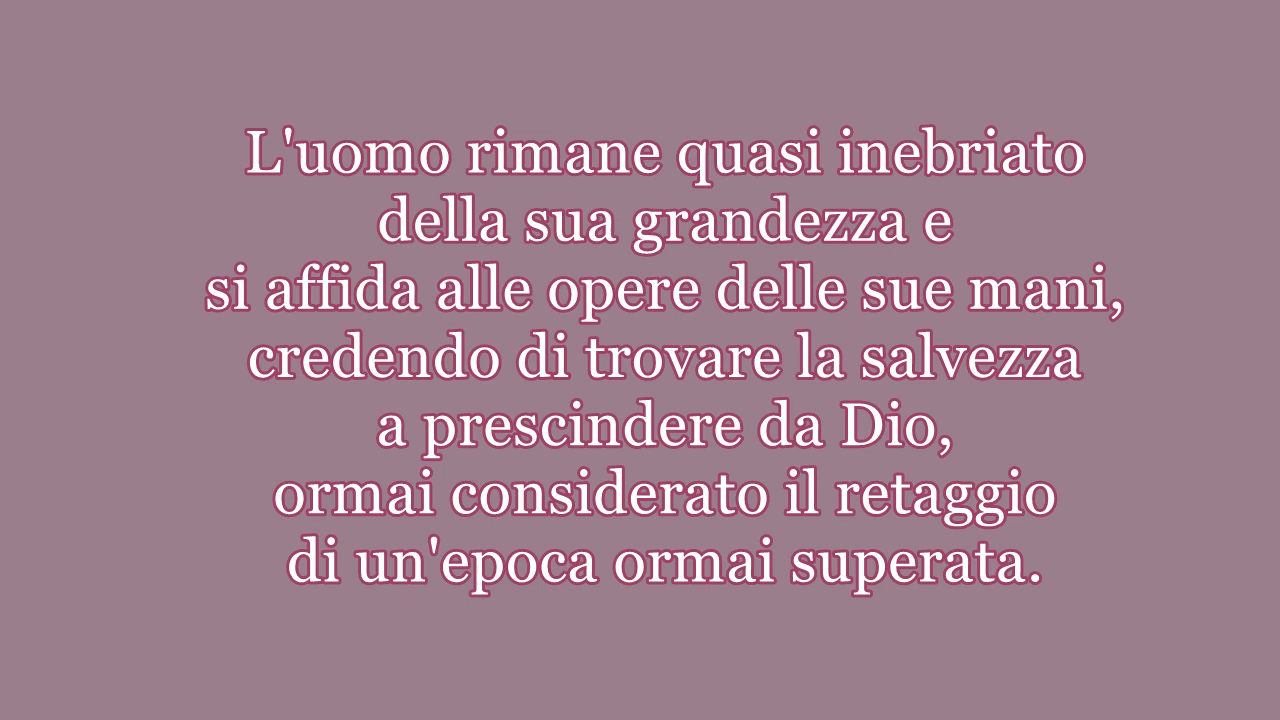 L'uomo rimane quasi inebriato
della sua grandezza e
si affida alle opere delle sue mani,
credendo di trovare la salvezza
a prescindere da Dio,
ormai considerato il retaggio
di un'epoca ormai superata.